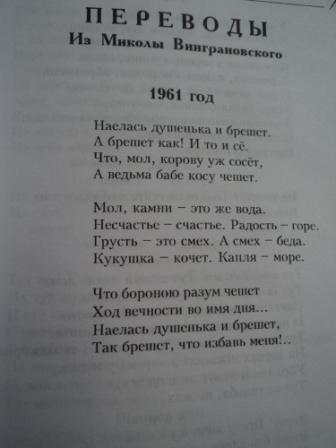 ПЕРЕВОДЫ
Из Миколы Винграновского
1961 год
Наелась душенька и брешет.
А брешет как! И то и сё.
Что, мол, корову уж сосёт,
А ведьма бабе косу чешет.
Мол, камни – это же вода.
Несчастье – счастье. Радость – горе.
Грусть – это смех. А смех – беда.
Кукушка – кочет. Капля – море.
Что бороною разум чешет
Ход вечности во имя дня...
Наелась душенька и брешет,
Так брешет, что избавь меня!..